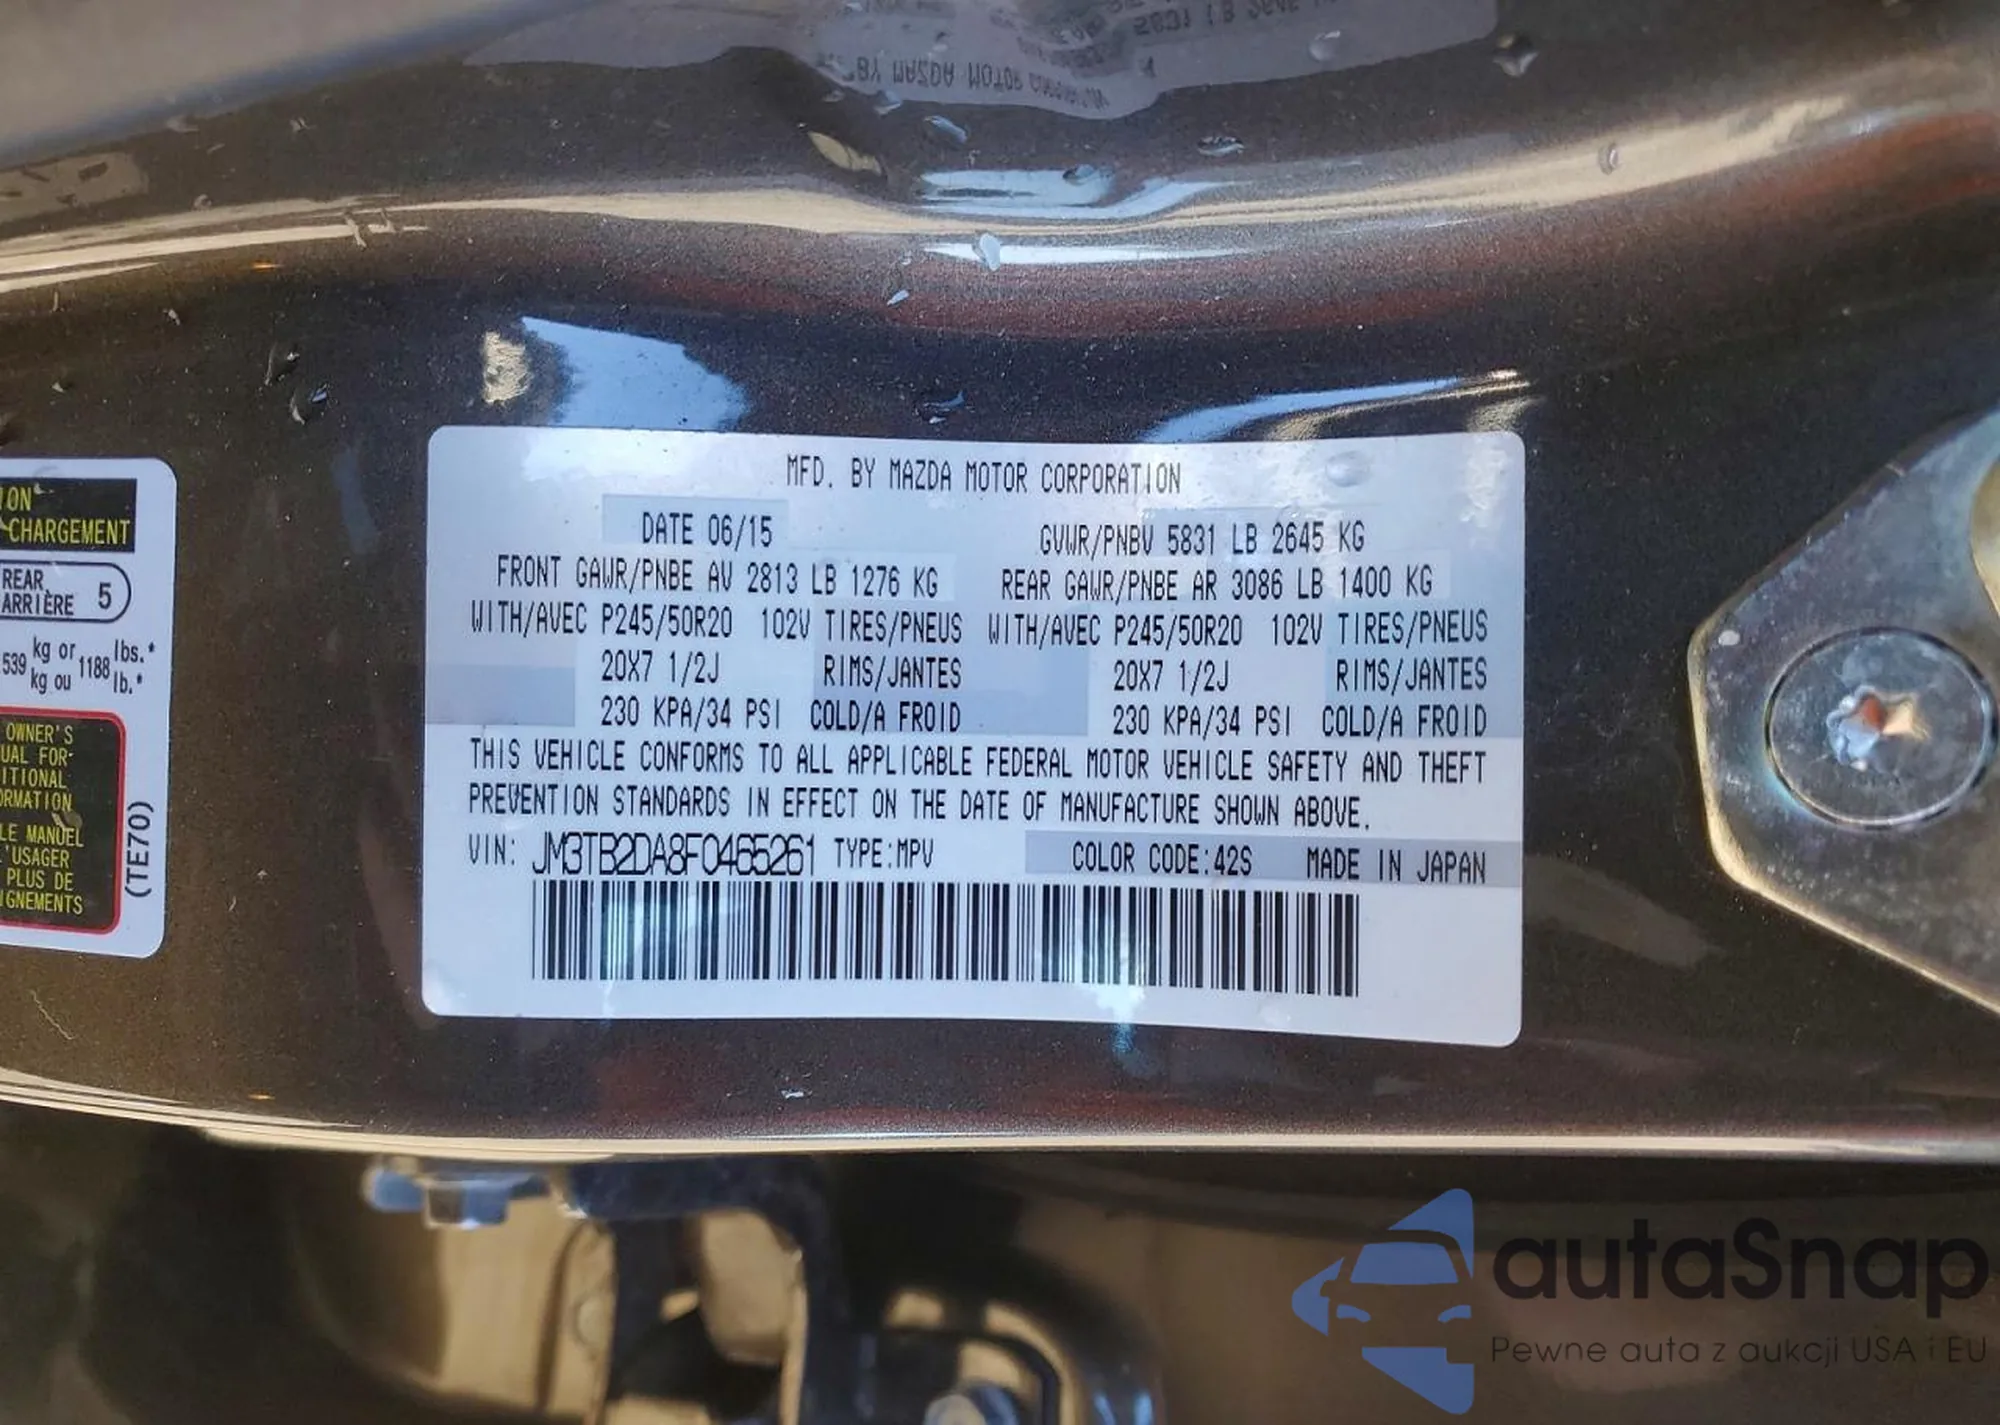 MFD. BY MAZDA MOTOR CORPORATION
DATE 06/15 GVWR/PNBV 5831 LB 2645 KG
FRONT GAWR/PNBE AV 2813 LB 1276 KG REAR GAWR/PNBE AR 3086 LB 1400 KG
WITH/AVEC P245/50R20 102V TIRES/PNEUS WITH/AVEC P245/50R20 102V TIRES/PNEUS
20X7 1/2J RIMS/JANTES 20X7 1/2J RIMS/JANTES
230 KPA/34 PSI COLD/A FROID 230 KPA/34 PSI COLD/A FROID
THIS VEHICLE CONFORMS TO ALL APPLICABLE FEDERAL MOTOR VEHICLE SAFETY AND THEFT
PREVENTION STANDARDS IN EFFECT ON THE DATE OF MANUFACTURE SHOWN ABOVE.
VIN: JM3TB2DA8F0465261 TYPE:MPV COLOR CODE:42S MADE IN JAPAN
CHARGEMENT
REAR 5
ARRIÈRE
539 kg or 1188 lbs.*
kg ou lb.*
OWNER'S
FOR-
LE MANUEL
L'USAGER
PLUS DE
(TE70)
autaSnap
Pewne auta z aukcji USA i EU